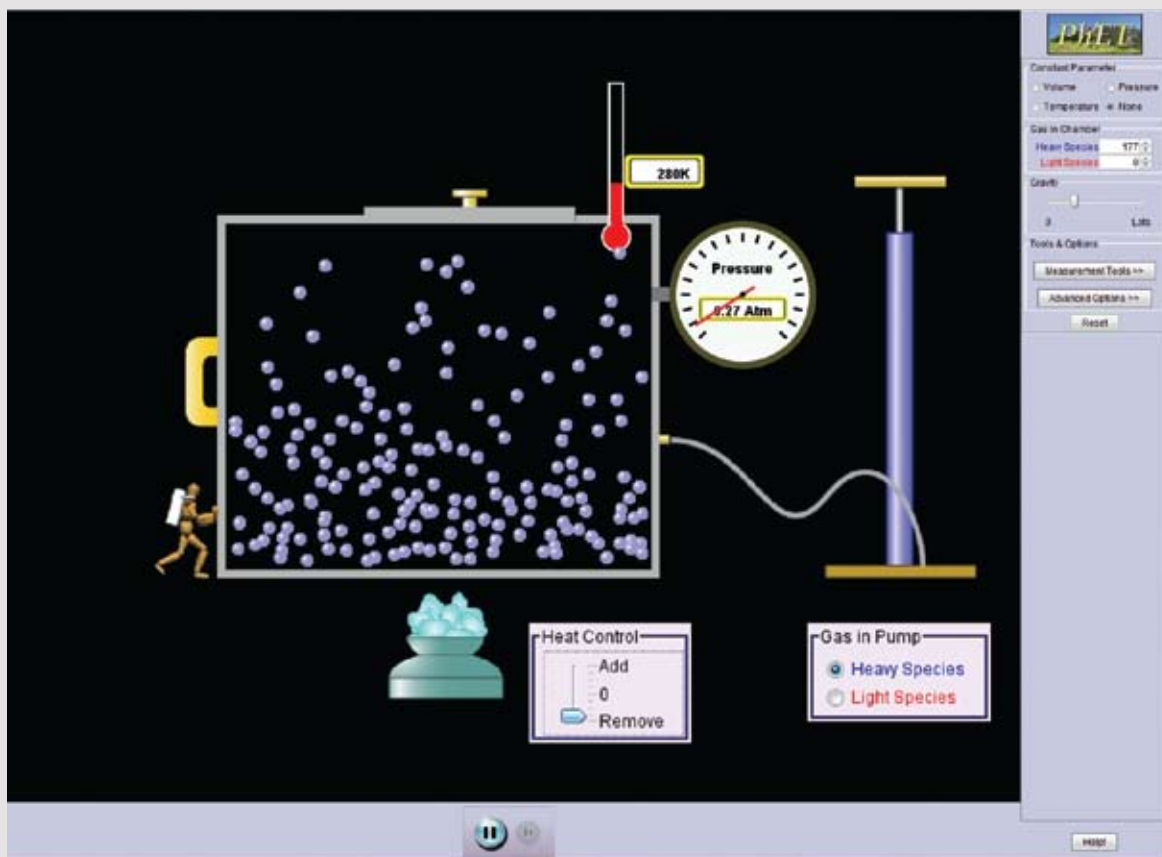 PhET
Constant Parameter
Volume Pressure
Temperature None
Gas in Chamber
Heavy Species 177
Light Species 0
Gravity
0 Lots
Tools & Options
Measurement Tools >>
Advanced Options >>
Reset
280K
Pressure
0.27 Atm
Heat Control
Add
0
Remove
Gas in Pump
Heavy Species
Light Species
Help!